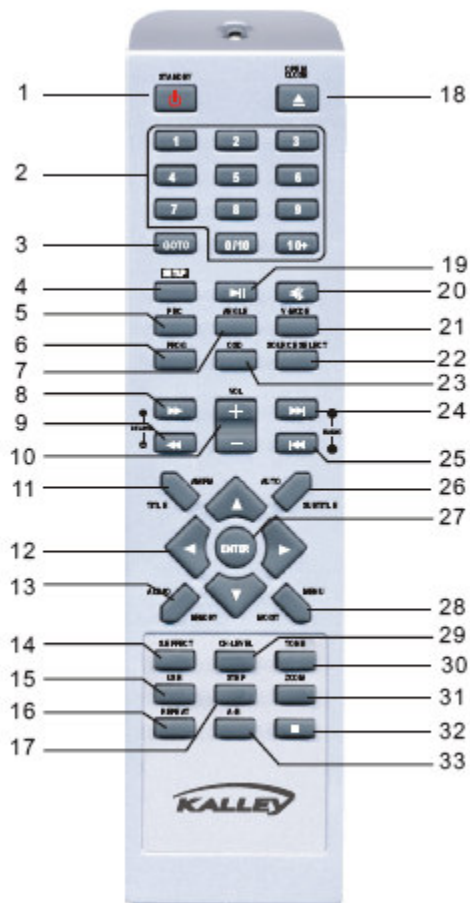 STANDBY
OPEN/
CLOSE
1
18
1 2 3
2
4 5 6
7 8 9
3
GOTO 0/10 10+
SETUP
19
4
20
5
ANGLE
V-MODE
21
6
PROG
OSD
SOURCE SELECT
22
7
23
8
VOL
24
+
9
10
-
25
11
AUTO
26
TITLE
SUBTITLE
27
12
ENTER
13
AUDIO
MENU
28
14
S.EFFECT
CH-LEVEL
TONE
29
30
15
USB
STEP
ZOOM
31
16
REPEAT
A-B
32
17
33
KALLEY